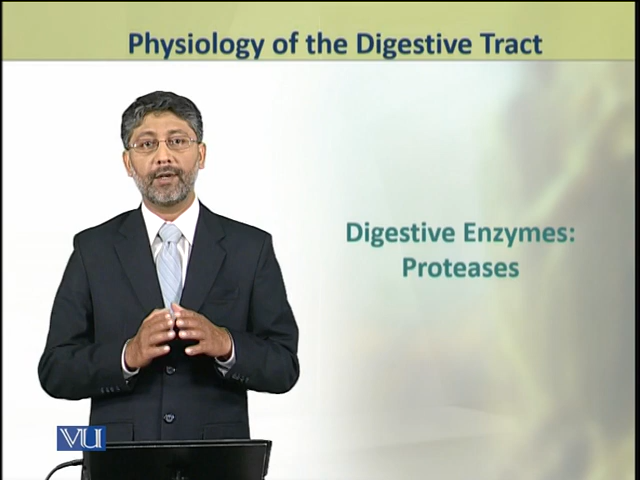 Physiology of the Digestive Tract
Digestive Enzymes:
Proteases
VU